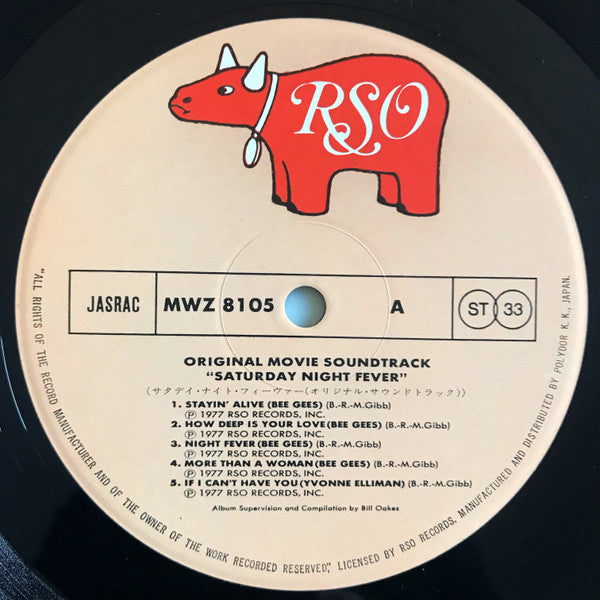 RSO
JASRAC MWZ 8105 A ST 33
ORIGINAL MOVIE SOUNDTRACK
“SATURDAY NIGHT FEVER”
(サタデイ・ナイト・フィーヴァー(オリジナル・サウンドトラック))
1. STAYIN' ALIVE (BEE GEES) (B.-R.-M.Gibb)
Ⓟ 1977 RSO RECORDS, INC.
2. HOW DEEP IS YOUR LOVE (BEE GEES) (B.-R.-M.Gibb)
Ⓟ 1977 RSO RECORDS, INC.
3. NIGHT FEVER (BEE GEES) (B.-R.-M.Gibb)
Ⓟ 1977 RSO RECORDS, INC.
4. MORE THAN A WOMAN (BEE GEES) (B.-R.-M.Gibb)
Ⓟ 1977 RSO RECORDS, INC.
5. IF I CAN'T HAVE YOU (YVONNE ELLIMAN) (B.-R.-M.Gibb)
Ⓟ 1977 RSO RECORDS, INC.
Album Supervision and Compilation by Bill Oakes
“ALL RIGHTS OF THE RECORD MANUFACTURER AND OF THE OWNER OF THE WORK RECORDED RESERVED,” LICENSED BY RSO RECORDS, MANUFACTURED AND DISTRIBUTED BY POLYDOR K. K., JAPAN.